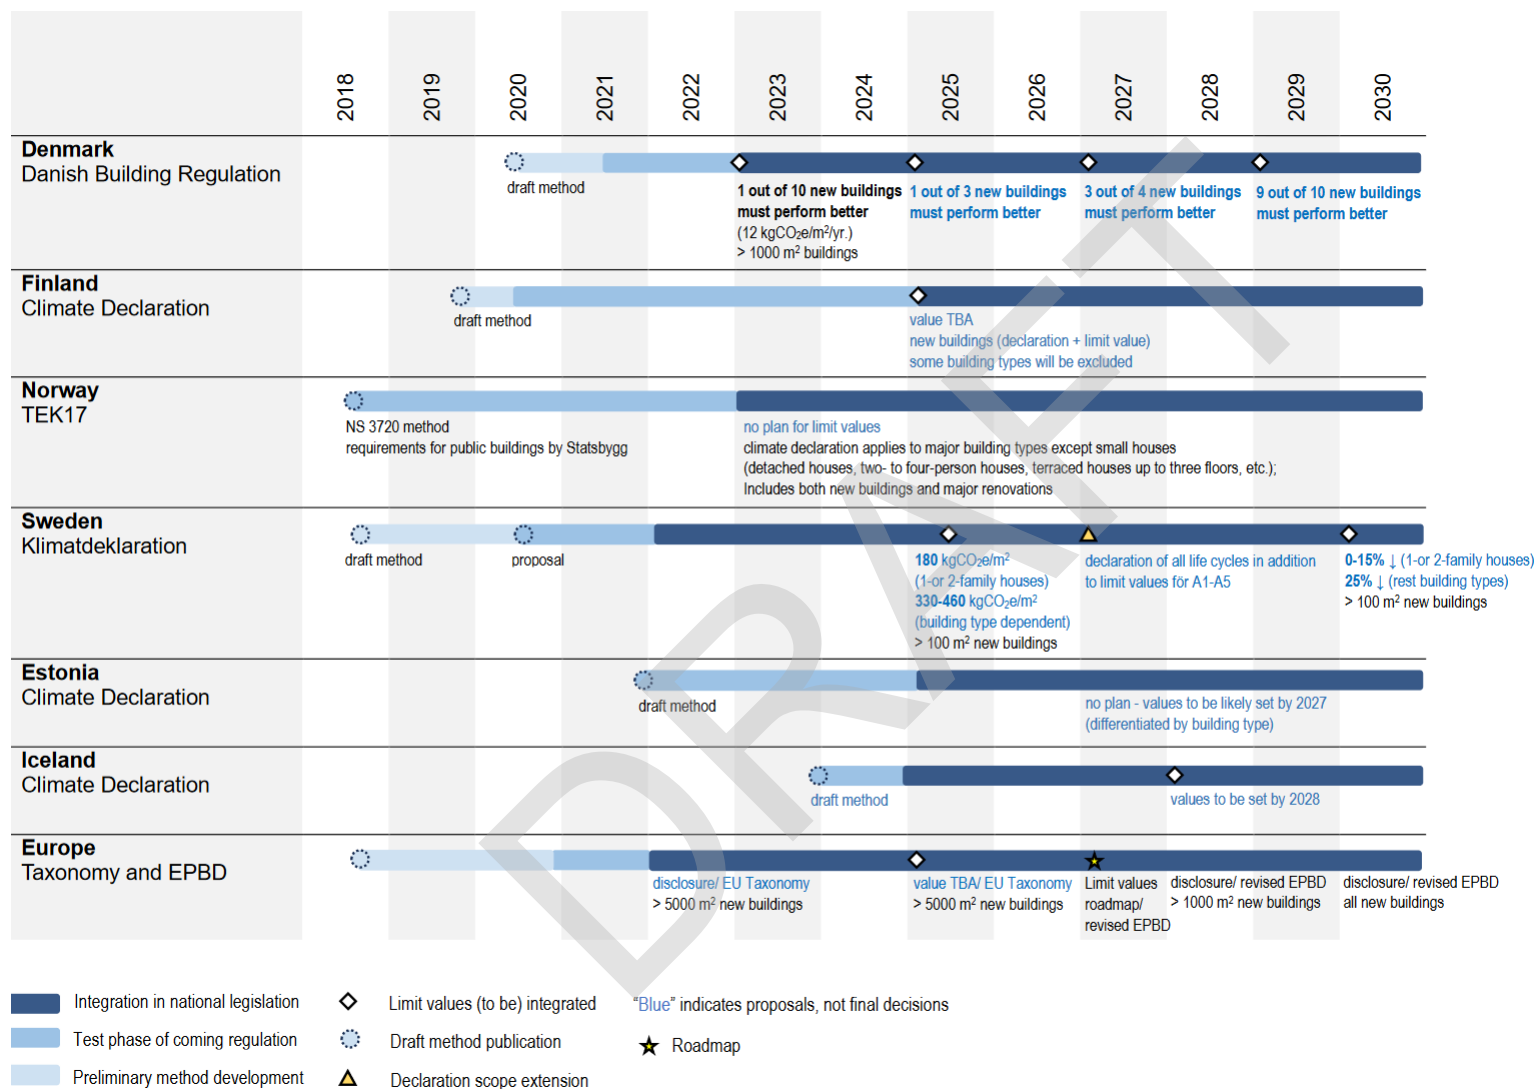 2018 2019 2020 2021 2022 2023 2024 2025 2026 2027 2028 2029 2030
Denmark
Danish Building Regulation
draft method
1 out of 10 new buildings
must perform better
(12 kgCO₂e/m²/yr.)
> 1000 m² buildings
1 out of 3 new buildings
must perform better
3 out of 4 new buildings
must perform better
9 out of 10 new buildings
must perform better
Finland
Climate Declaration
draft method
value TBA
new buildings (declaration + limit value)
some building types will be excluded
Norway
TEK17
NS 3720 method
requirements for public buildings by Statsbygg
no plan for limit values
climate declaration applies to major building types except small houses
(detached houses, two- to four-person houses, terraced houses up to three floors, etc.);
Includes both new buildings and major renovations
Sweden
Klimatdeklaration
draft method
proposal
180 kgCO₂e/m²
(1-or 2-family houses)
330-460 kgCO₂e/m²
(building type dependent)
> 100 m² new buildings
declaration of all life cycles in addition
to limit values för A1-A5
0-15% ↓ (1-or 2-family houses)
25% ↓ (rest building types)
> 100 m² new buildings
Estonia
Climate Declaration
draft method
no plan - values to be likely set by 2027
(differentiated by building type)
Iceland
Climate Declaration
draft method
values to be set by 2028
Europe
Taxonomy and EPBD
disclosure/ EU Taxonomy
> 5000 m² new buildings
value TBA/ EU Taxonomy
> 5000 m² new buildings
Limit values
roadmap/
revised EPBD
disclosure/ revised EPBD
> 1000 m² new buildings
disclosure/ revised EPBD
all new buildings
DRAFT
Integration in national legislation
Test phase of coming regulation
Preliminary method development
Limit values (to be) integrated
Draft method publication
Declaration scope extension
"Blue" indicates proposals, not final decisions
Roadmap